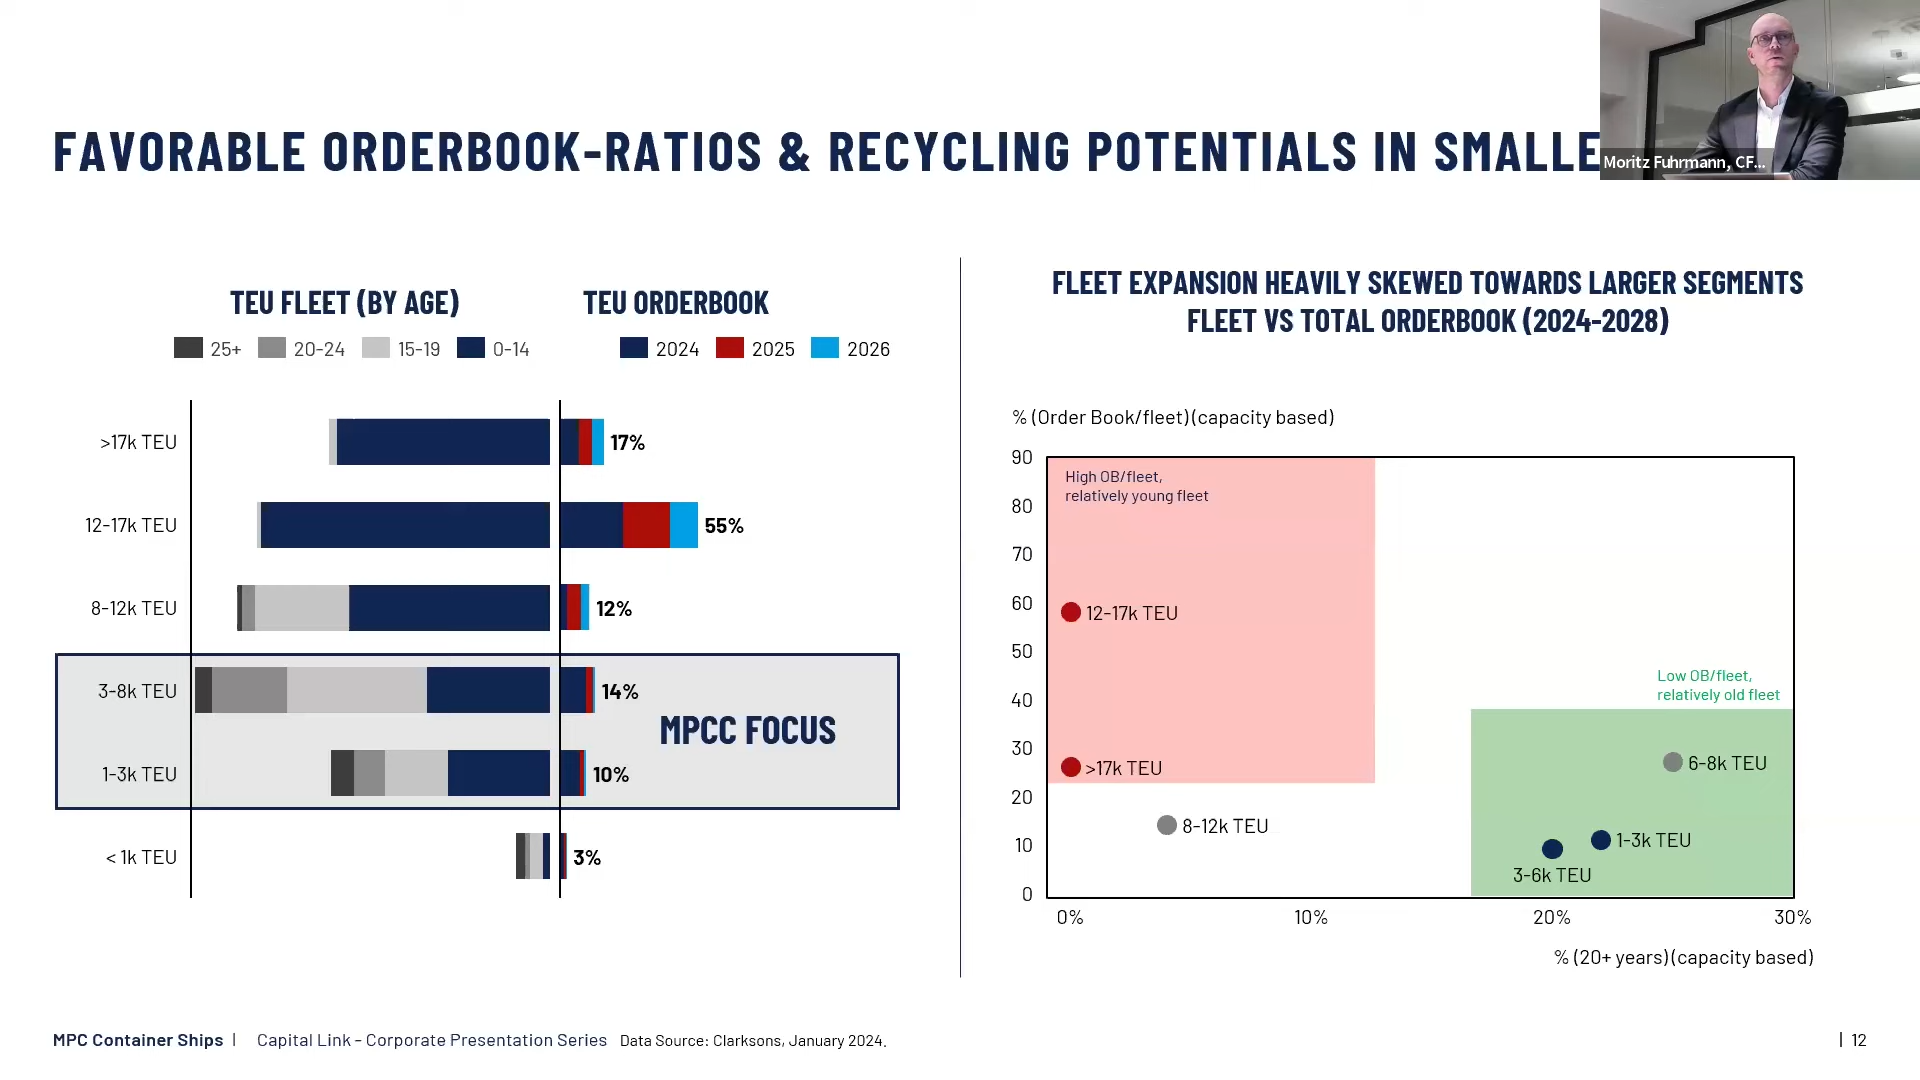 FAVORABLE ORDERBOOK-RATIOS & RECYCLING POTENTIALS IN
Moritz Fuhrmann, CF...
TEU FLEET (BY AGE)
25+ 20-24 15-19 0-14
TEU ORDERBOOK
2024 2025 2026
>17k TEU 17%
12-17k TEU 55%
8-12k TEU 12%
3-8k TEU 14%
MPCC FOCUS
1-3k TEU 10%
< 1k TEU 3%
FLEET EXPANSION HEAVILY SKEWED TOWARDS LARGER SEGMENTS
FLEET VS TOTAL ORDERBOOK (2024-2028)
% (Order Book/fleet) (capacity based)
90
80
70
60
50
40
30
20
10
0
High OB/fleet,
relatively young fleet
12-17k TEU
Low OB/fleet,
relatively old fleet
>17k TEU
6-8k TEU
8-12k TEU
1-3k TEU
3-6k TEU
0% 10% 20% 30%
% (20+ years) (capacity based)
MPC Container Ships | Capital Link - Corporate Presentation Series Data Source: Clarksons, January 2024.
| 12